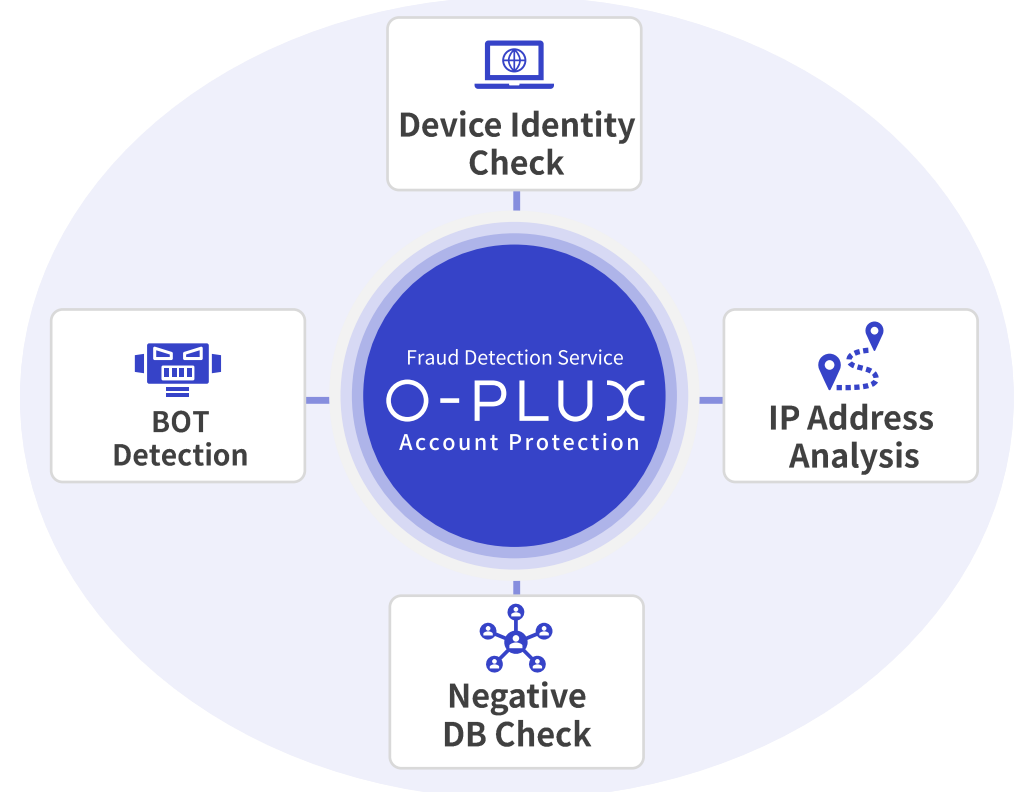 Device Identity
Check
BOT
Detection
Fraud Detection Service
O-PLUX
Account Protection
IP Address
Analysis
Negative
DB Check